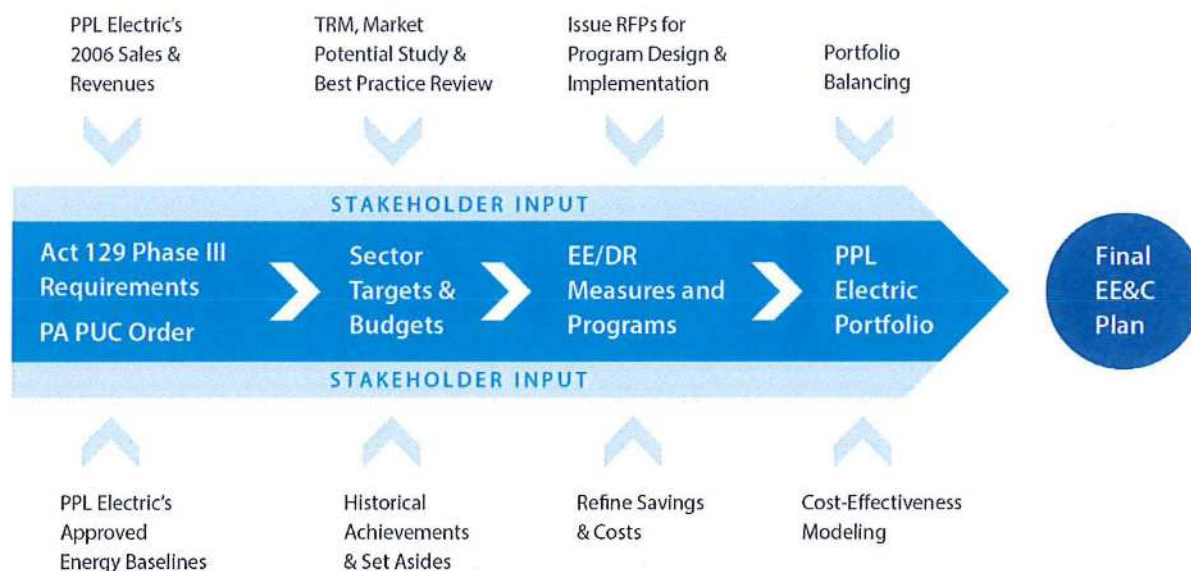 PPL Electric's
2006 Sales &
Revenues
TRM, Market
Potential Study &
Best Practice Review
Issue RFPs for
Program Design &
Implementation
Portfolio
Balancing
STAKEHOLDER INPUT
Act 129 Phase III
Requirements
PA PUC Order
Sector
Targets &
Budgets
EE/DR
Measures and
Programs
PPL
Electric
Portfolio
Final
EE&C
Plan
STAKEHOLDER INPUT
PPL Electric's
Approved
Energy Baselines
Historical
Achievements
& Set Asides
Refine Savings
& Costs
Cost-Effectiveness
Modeling